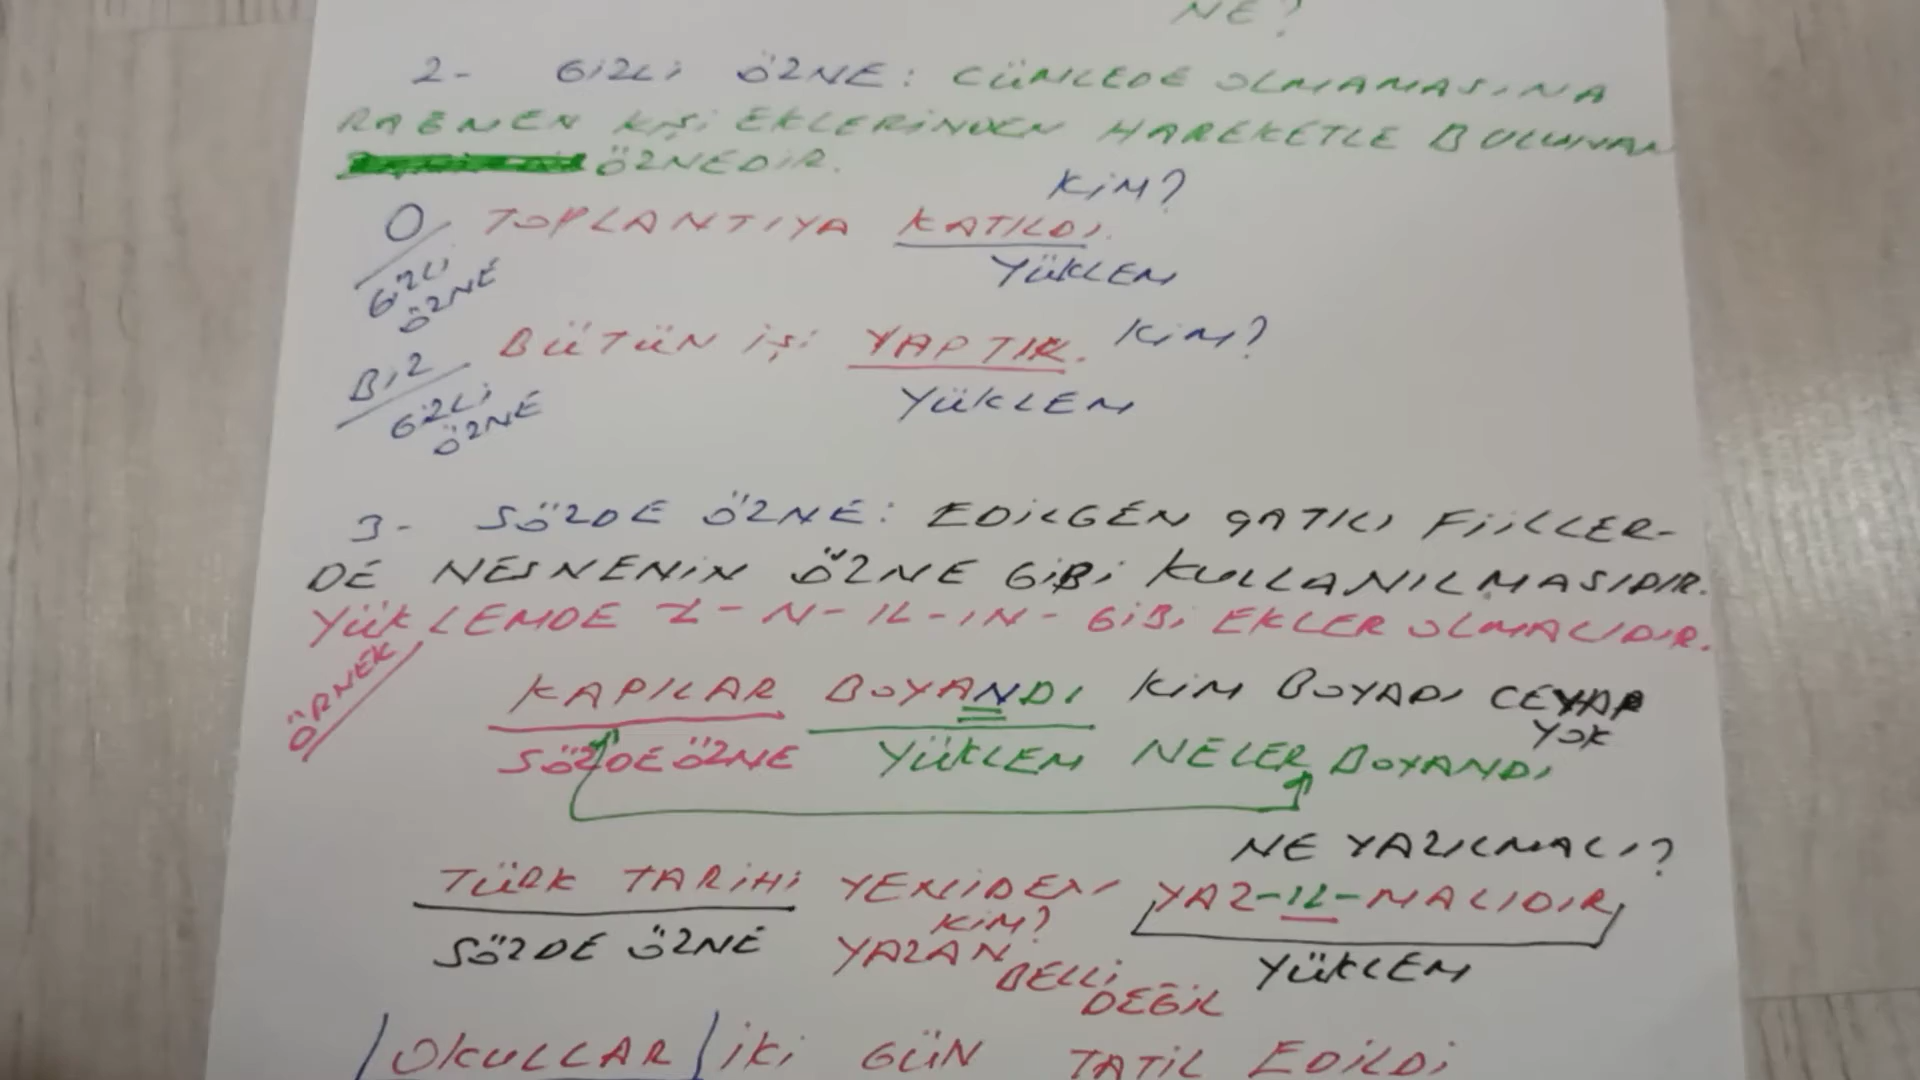 NE?
2- GİZLİ ÖZNE: CÜMLEDE OLMAMASINA
RAĞMEN KİŞİ EKLERİNDEN HAREKETLE BULUNAN
ÖZNEDİR.
KİM?
O TOPLANTIYA KATILDI.
GİZLİ ÖZNE YÜKLEM
BÜTÜN İŞİ YAPTIK. KİM?
BİZ
GİZLİ ÖZNE YÜKLEM
3- SÖZDE ÖZNE: EDİLGEN ÇATILI FİİLLER-
DE NESNENİN ÖZNE GİBİ KULLANILMASIDIR.
YÜKLEMDE L-N-IL-IN- GİBİ EKLER OLMALIDIR.
ÖRNEK
KAPILAR BOYANDI KİM BOYADI CEVAP
YOK
SÖZDE ÖZNE YÜKLEM NELER BOYANDI
NE YAZILMALI?
TÜRK TARİHİ YENİDEN YAZ-IL-MALIDIR
KİM?
SÖZDE ÖZNE YAZAN BELLİ DEĞİL YÜKLEM
OKULLAR İKİ GÜN TATİL EDİLDİ